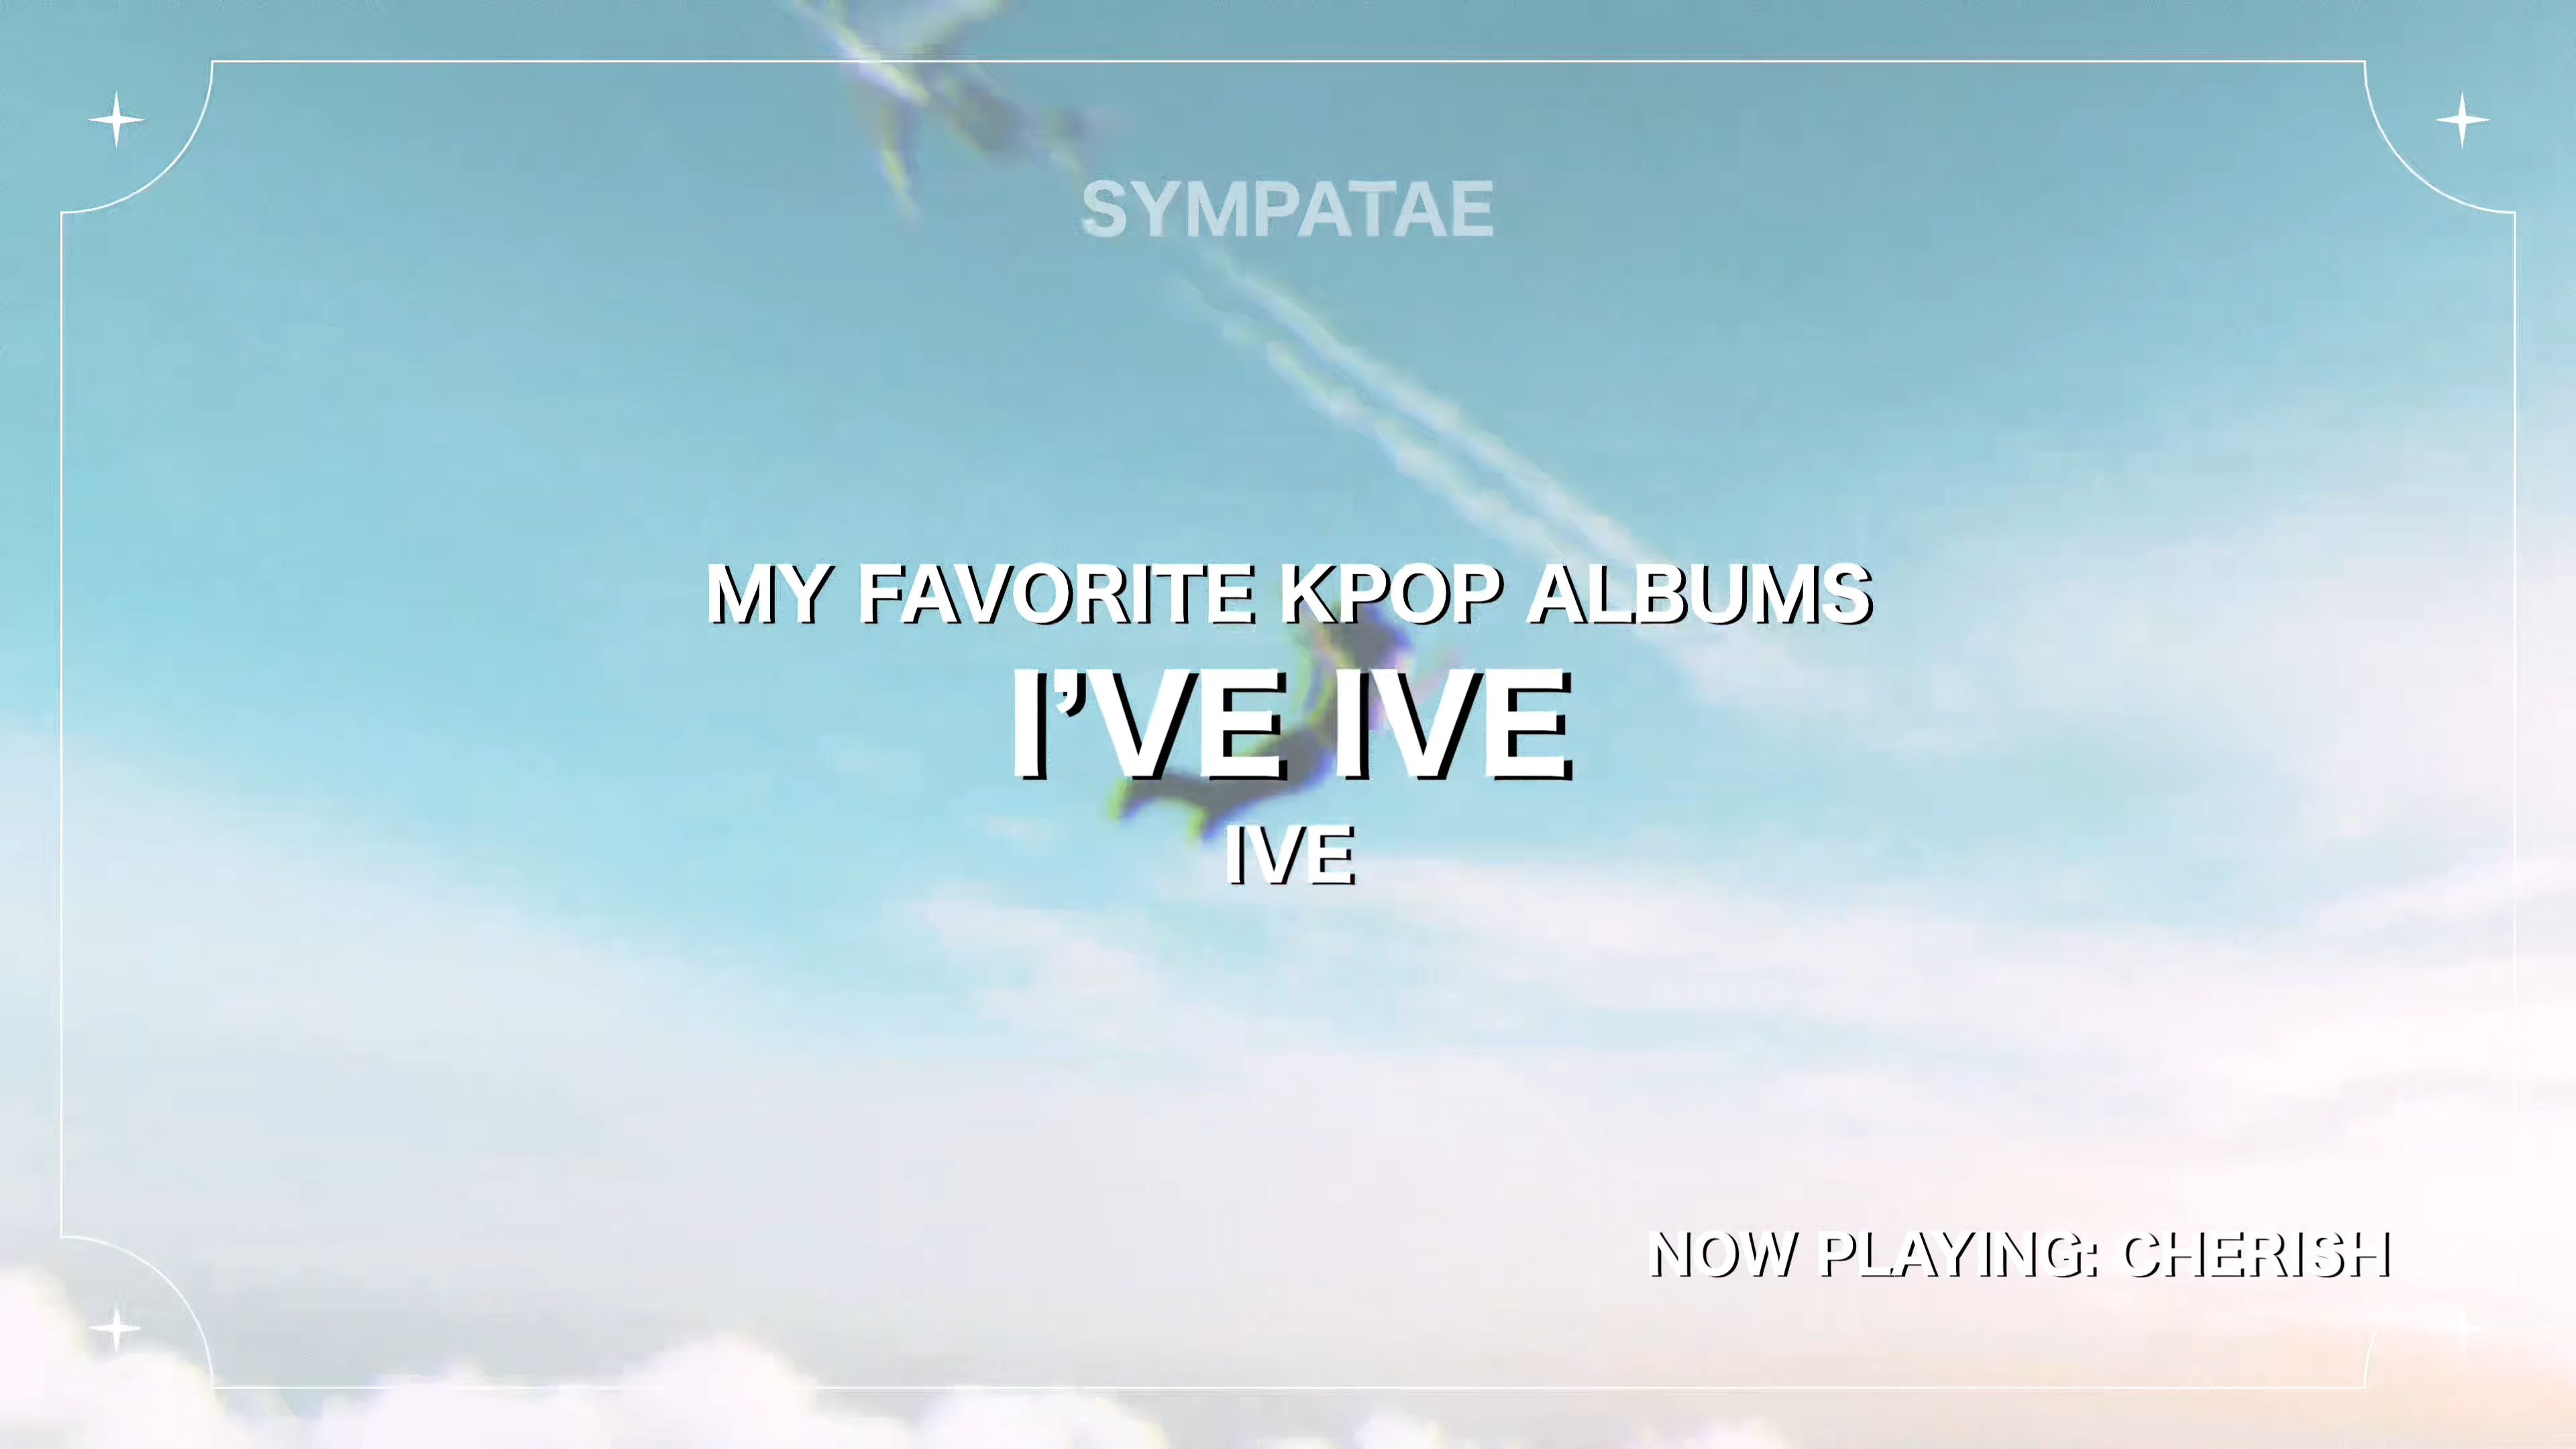 SYMPATAE
MY FAVORITE KPOP ALBUMS
I'VE IVE
IVE
NOW PLAYING: CHERISH